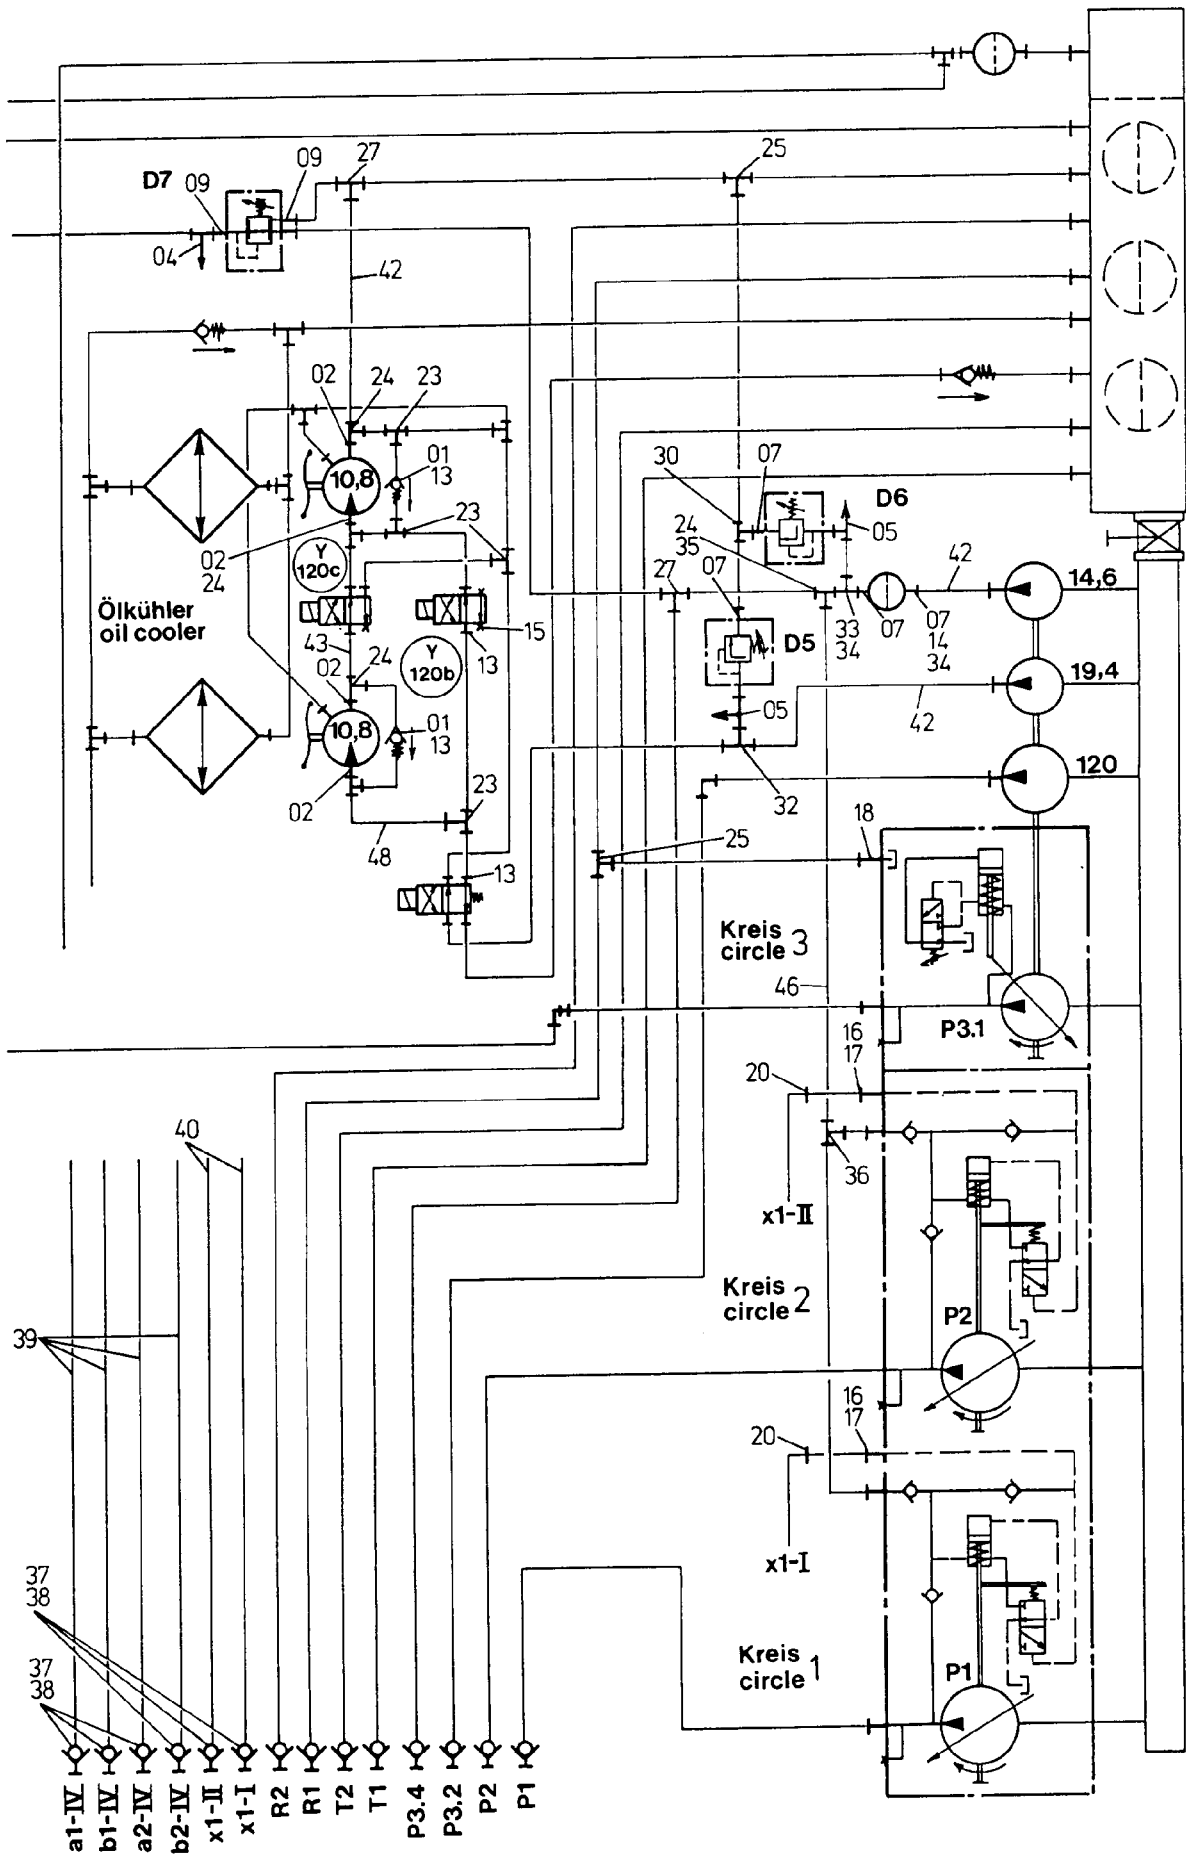 27
25
D7
09
09
04
42
02
24
23
01
13
10,8
30
07
D6
05
24
35
07
27
42
14,6
23
02
24
Y
120c
Ölkühler
oil cooler
43
15
13
Y
120b
33
34
07
07
14
34
D5
19,4
02
24
05
42
10,8
01
13
120
02
23
32
48
25
18
13
Kreis
circle 3
46
P3.1
16
17
20
40
36
x1-II
Kreis
circle 2
P2
39
16
17
20
x1-I
37
38
Kreis
circle 1
P1
37
38
a1-IV
b1-IV
a2-IV
b2-IV
x1-II
x1-I
R2
R1
T2
T1
P3.4
P3.2
P2
P1